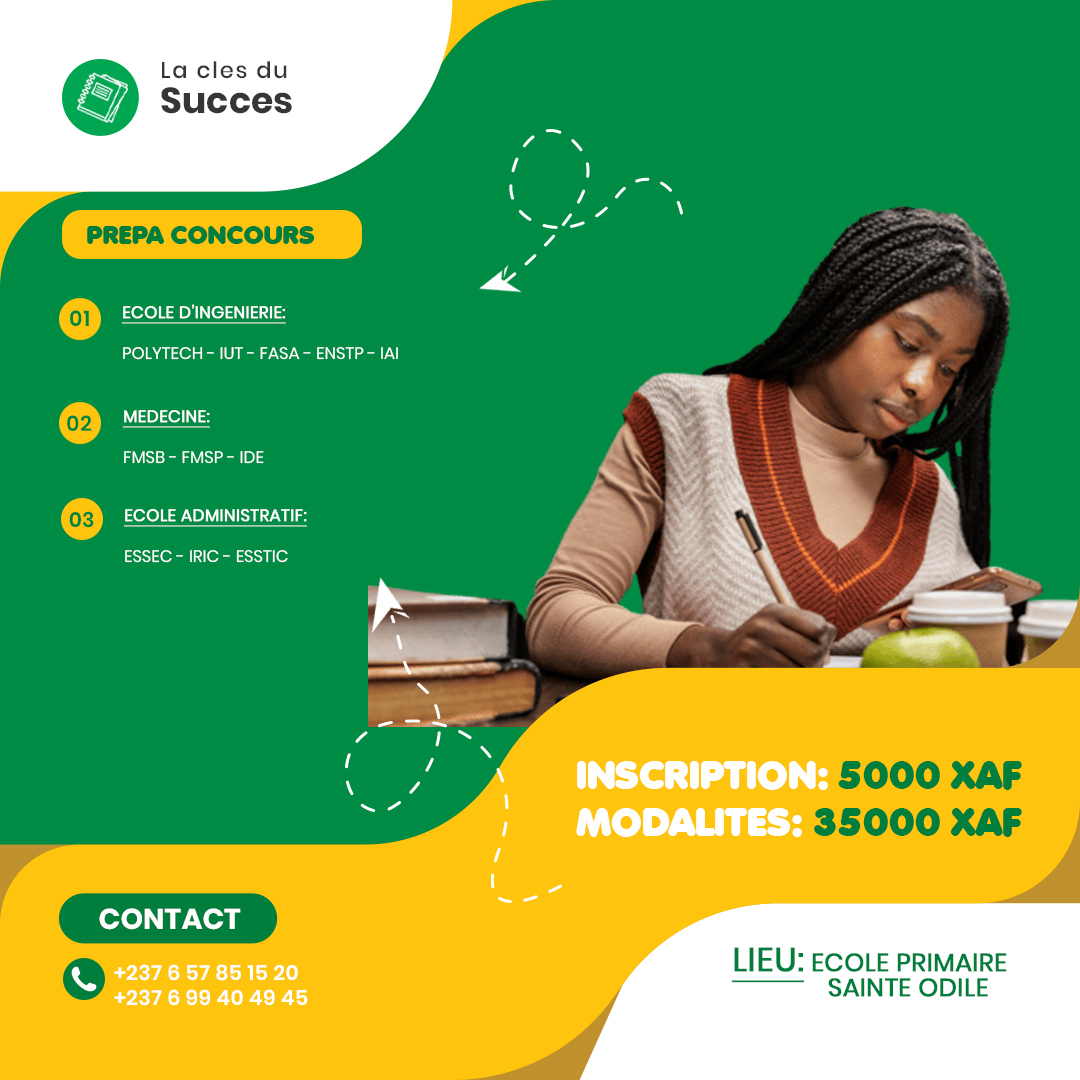 La cles du
Succes
PREPA CONCOURS
01
ECOLE D'INGENIERIE:
POLYTECH - IUT - FASA - ENSTP - IAI
02
MEDECINE:
FMSB - FMSP - IDE
03
ECOLE ADMINISTRATIF:
ESSEC - IRIC - ESSTIC
INSCRIPTION: 5000 XAF
MODALITES: 35000 XAF
CONTACT
+237 6 57 85 15 20
+237 6 99 40 49 45
LIEU: ECOLE PRIMAIRE
SAINTE ODILE